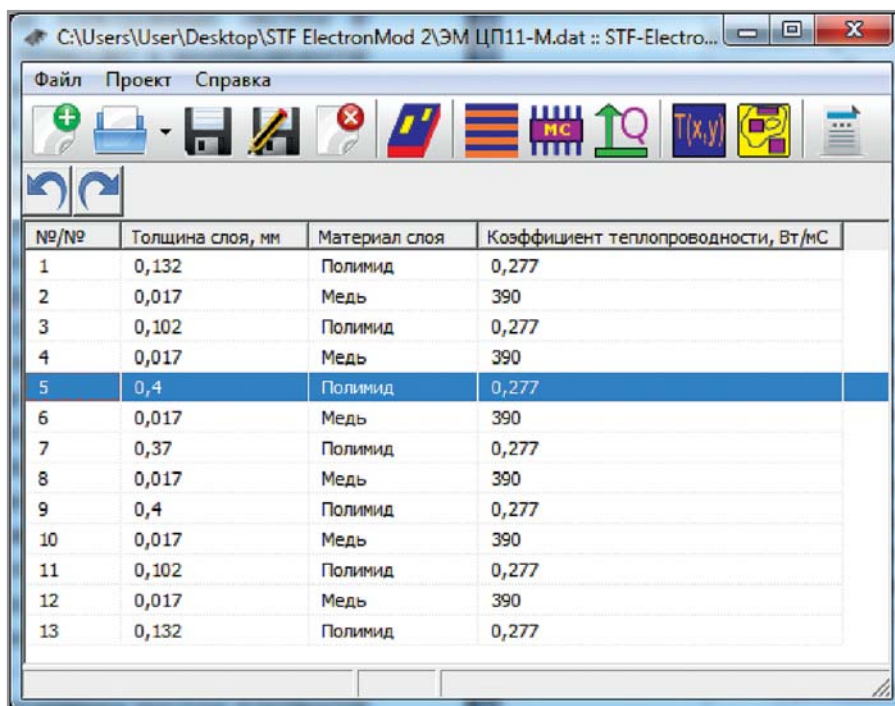 C:\Users\User\Desktop\STF ElectronMod 2\ЭМ ЦП11-М.dat :: STF-Electro...
Файл Проект Справка
МС Q T(x,y)
№/№ Толщина слоя, мм Материал слоя Коэффициент теплопроводности, Вт/мС
1 0,132 Полимид 0,277
2 0,017 Медь 390
3 0,102 Полимид 0,277
4 0,017 Медь 390
5 0,4 Полимид 0,277
6 0,017 Медь 390
7 0,37 Полимид 0,277
8 0,017 Медь 390
9 0,4 Полимид 0,277
10 0,017 Медь 390
11 0,102 Полимид 0,277
12 0,017 Медь 390
13 0,132 Полимид 0,277